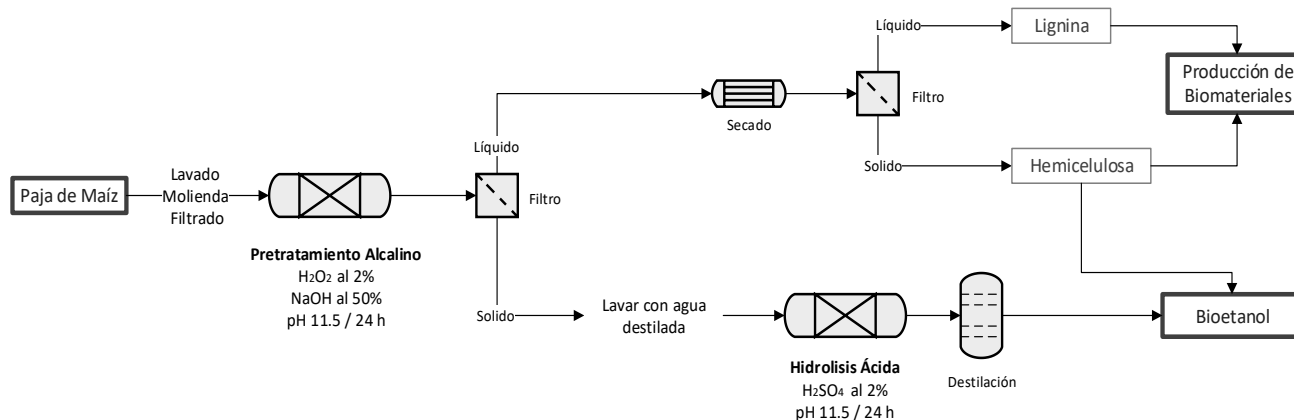 Líquido
Lignina
Producción de
Biomateriales
Filtro
Secado
Líquido
Solido
Hemicelulosa
Paja de Maíz
Lavado
Molienda
Filtrado
Filtro
Pretratamiento Alcalino
H₂O₂ al 2%
NaOH al 50%
pH 11.5 / 24 h
Solido
Lavar con agua
destilada
Bioetanol
Hidrolisis Ácida
H₂SO₄ al 2%
pH 11.5 / 24 h
Destilación